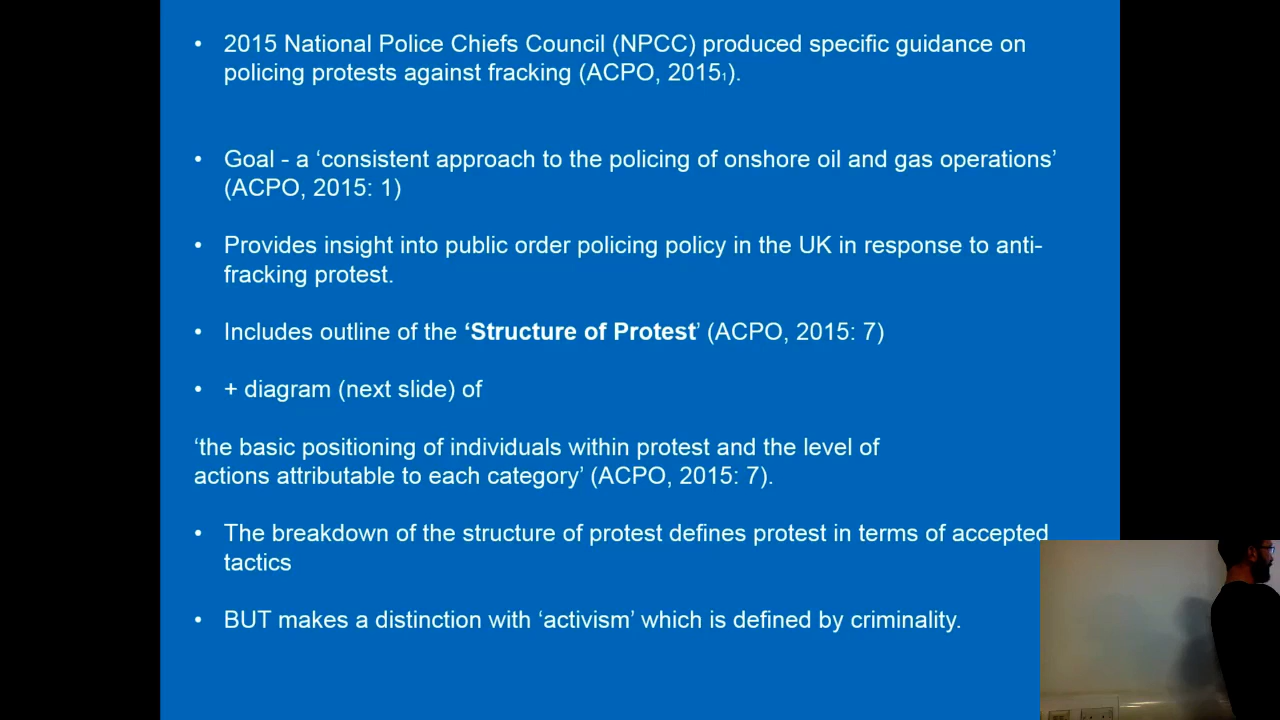 • 2015 National Police Chiefs Council (NPCC) produced specific guidance on
policing protests against fracking (ACPO, 2015₁).
• Goal - a ‘consistent approach to the policing of onshore oil and gas operations’
(ACPO, 2015: 1)
• Provides insight into public order policing policy in the UK in response to anti-
fracking protest.
• Includes outline of the ‘Structure of Protest’ (ACPO, 2015: 7)
• + diagram (next slide) of
‘the basic positioning of individuals within protest and the level of
actions attributable to each category’ (ACPO, 2015: 7).
• The breakdown of the structure of protest defines protest in terms of accepted
tactics
• BUT makes a distinction with ‘activism’ which is defined by criminality.